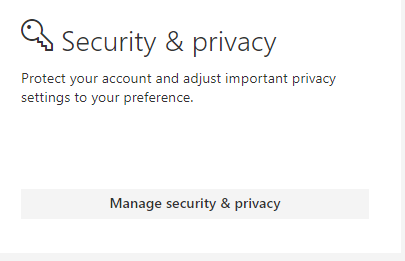 Security & privacy
Protect your account and adjust important privacy
settings to your preference.
Manage security & privacy